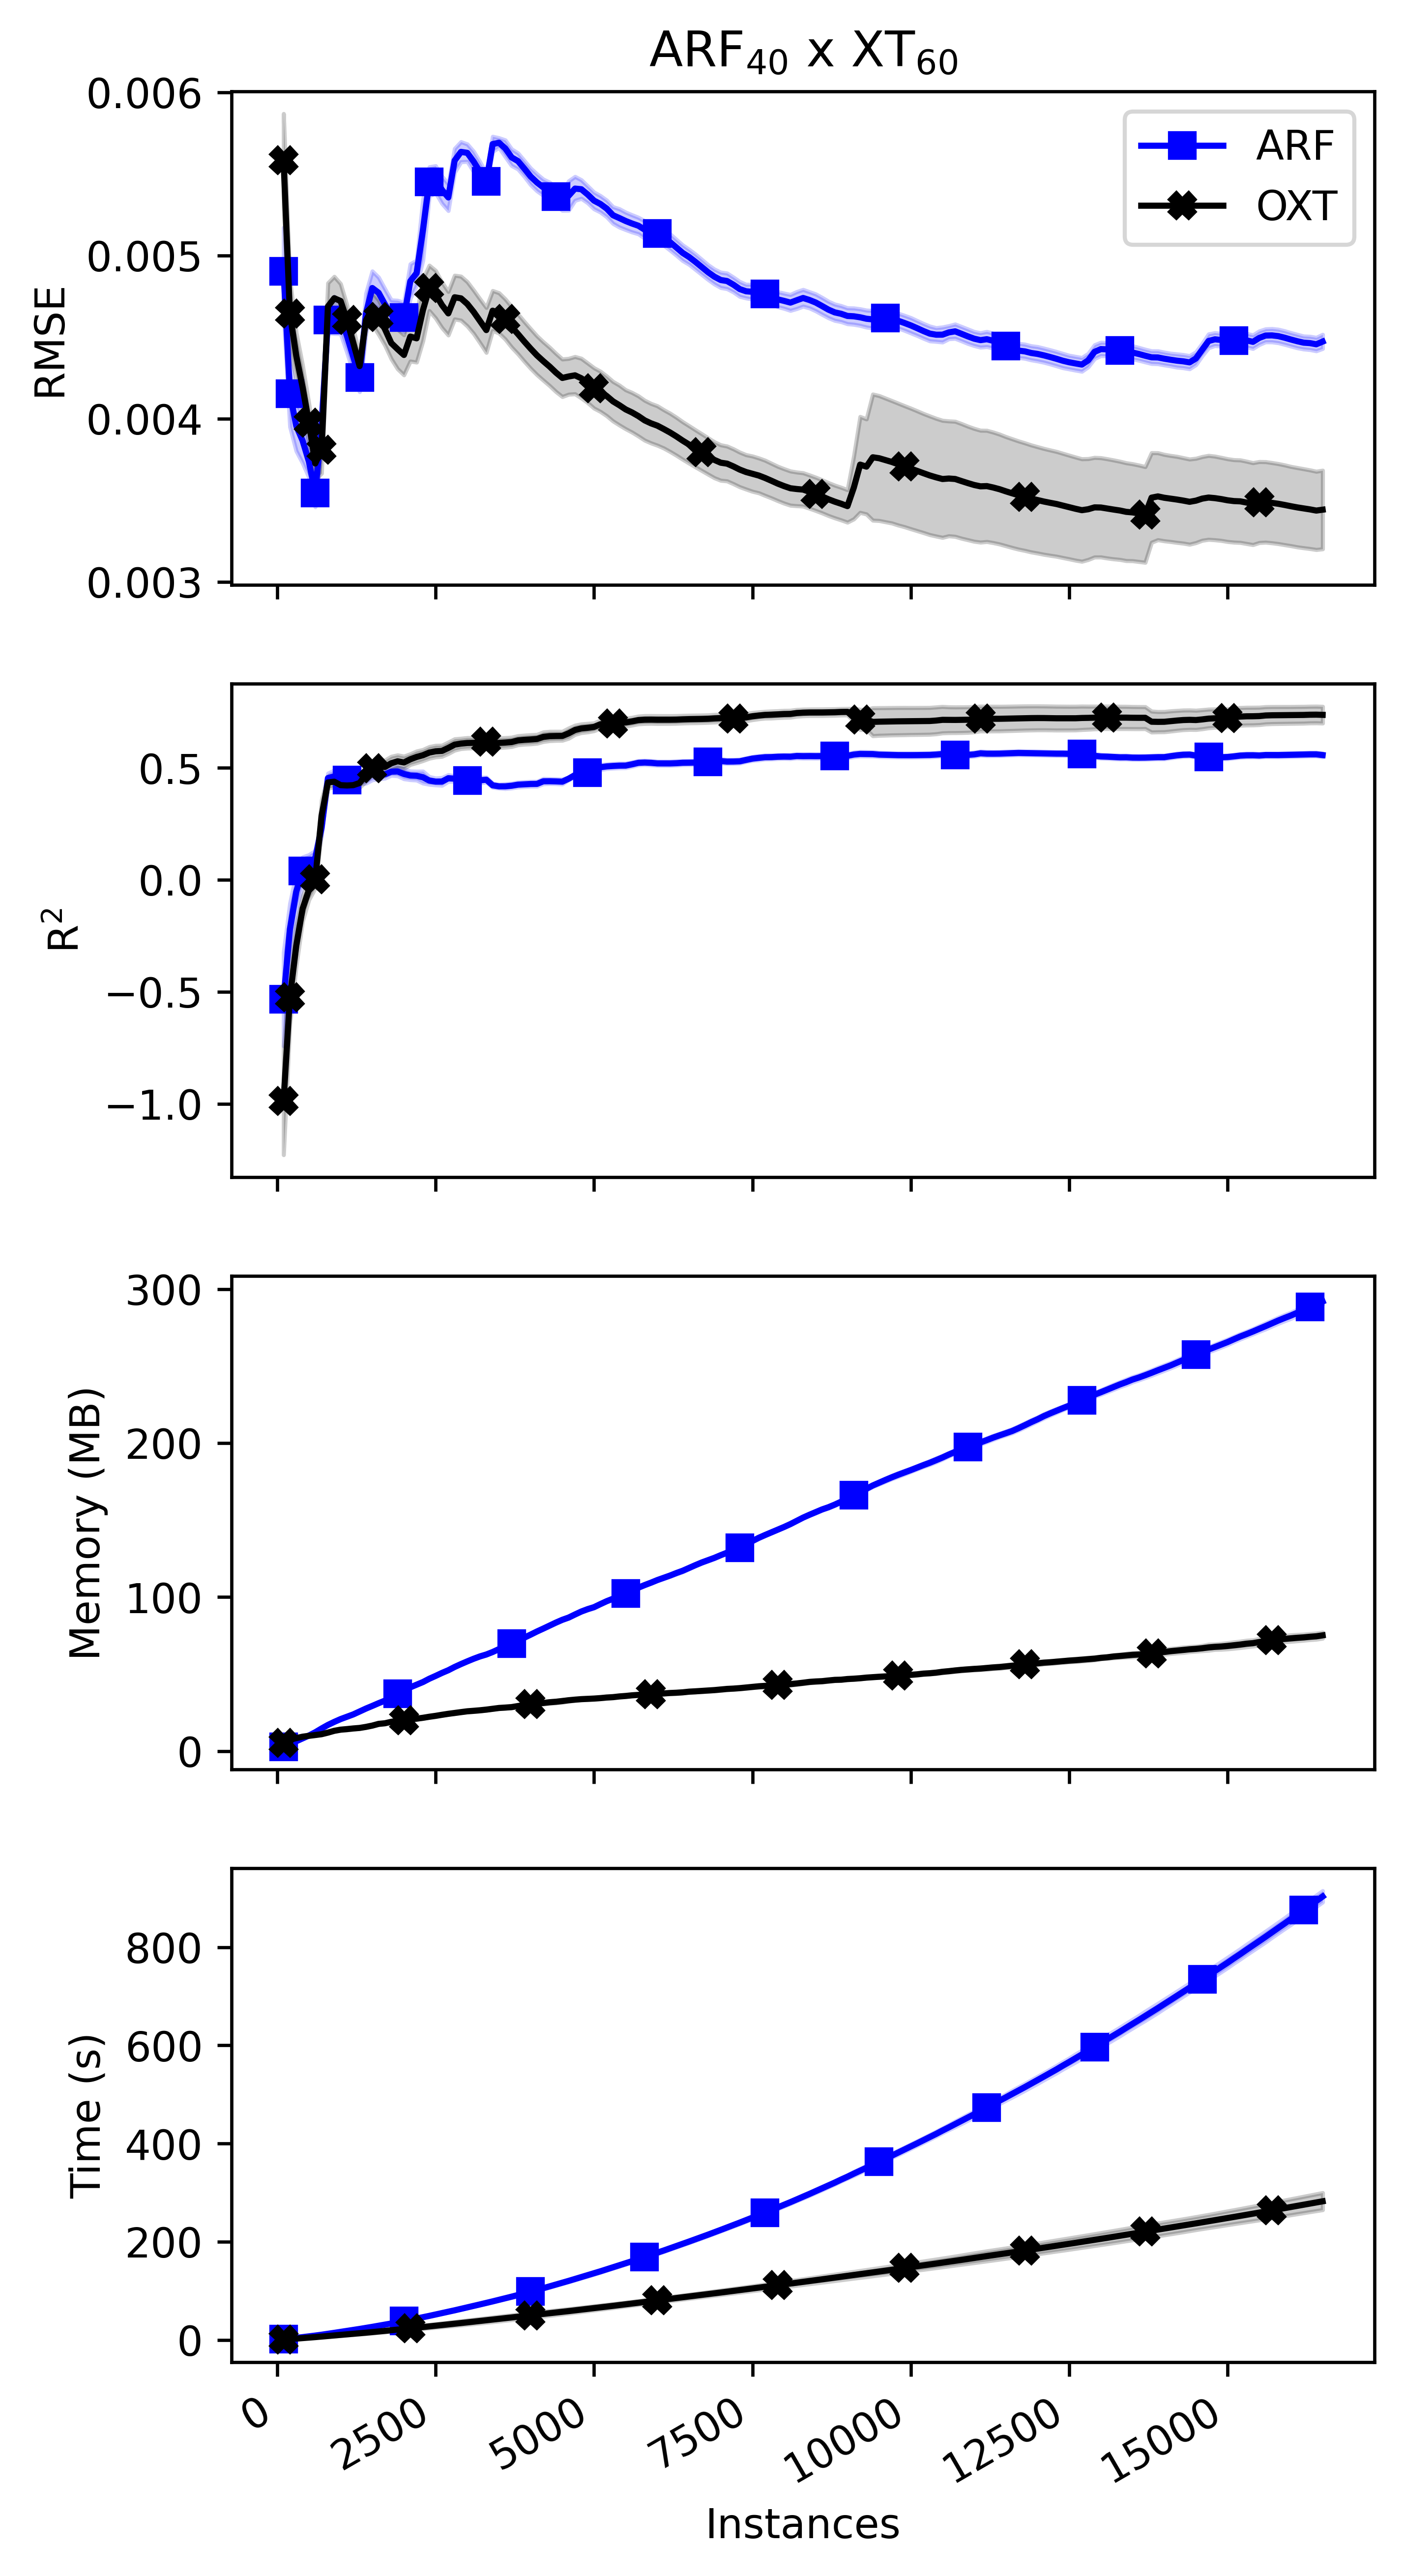 ARF₄₀ x XT₆₀
0.006
0.005
0.004
0.003
RMSE
ARF
OXT
0.5
0.0
−0.5
−1.0
R²
300
200
100
0
Memory (MB)
800
600
400
200
0
Time (s)
0 2500 5000 7500 10000 12500 15000
Instances